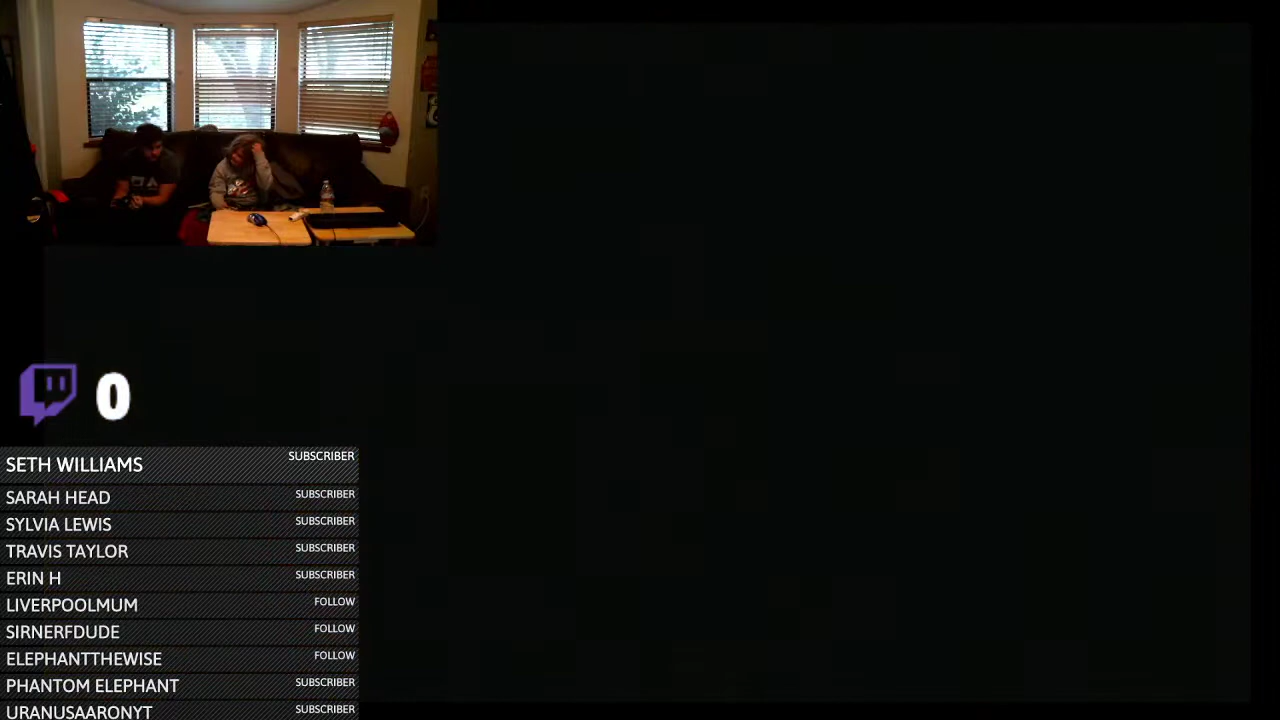 0
SETH WILLIAMS SUBSCRIBER
SARAH HEAD SUBSCRIBER
SYLVIA LEWIS SUBSCRIBER
TRAVIS TAYLOR SUBSCRIBER
ERIN H SUBSCRIBER
LIVERPOOLMUM FOLLOW
SIRNERFDUDE FOLLOW
ELEPHANTTHEWISE FOLLOW
PHANTOM ELEPHANT SUBSCRIBER
URANUSAARONYT SUBSCRIBER